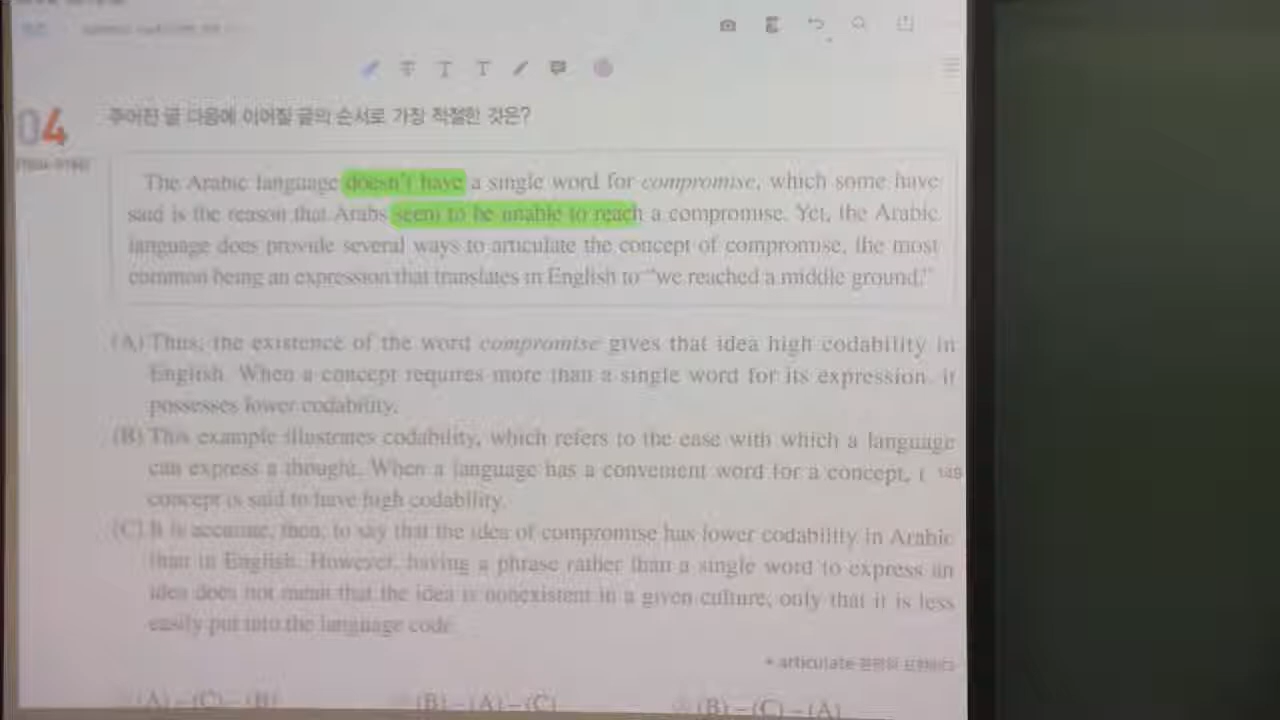 04 주어진 글 다음에 이어질 글의 순서로 가장 적절한 것은?
The Arabic language doesn't have a single word for compromise, which some have
said is the reason that Arabs seem to be unable to reach a compromise. Yet, the Arabic
language does provide several ways to articulate the concept of compromise, the most
common being an expression that translates in English to "we reached a middle ground."
(A) Thus, the existence of the word compromise gives that idea high codability in
English. When a concept requires more than a single word for its expression, it
possesses lower codability.
(B) This example illustrates codability, which refers to the ease with which a language
can express a thought. When a language has a convenient word for a concept, t 149
concept is said to have high codability.
(C) It is accurate, then, to say that the idea of compromise has lower codability in Arabic
than in English. However, having a phrase rather than a single word to express an
idea does not mean that the idea is nonexistent in a given culture, only that it is less
easily put into the language code.
* articulate
(A)-(C)-(B) (B)-(A)-(C) (B)-(C)-(A)